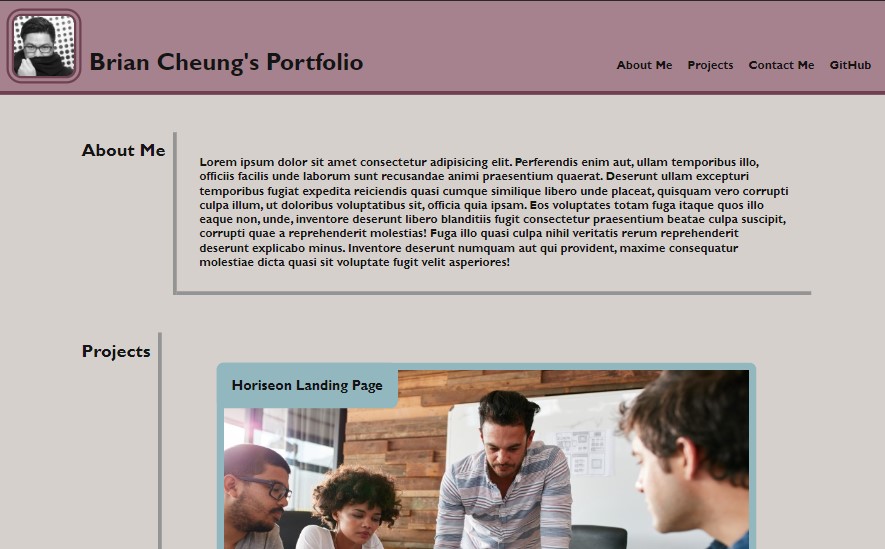 Brian Cheung's Portfolio
About Me
Projects
Contact Me
GitHub
About Me
Lorem ipsum dolor sit amet consectetur adipisicing elit. Perferendis enim aut, ullam temporibus illo,
officiis facilis unde laborum sunt recusandae animi praesentium quaerat. Deserunt ullam excepturi
temporibus fugiat expedita reiciendis quasi cumque similique libero unde placeat, quisquam vero corrupti
culpa illum, ut doloribus voluptatibus sit, officia quia ipsam. Eos voluptates totam fuga itaque quos illo
eaque non, unde, inventore deserunt libero blanditiis fugit consectetur praesentium beatae culpa suscipit,
corrupti quae a reprehenderit molestias! Fuga illo quasi culpa nihil veritatis rerum reprehenderit
deserunt explicabo minus. Inventore deserunt numquam aut qui provident, maxime consequatur
molestiae dicta quasi sit voluptate fugit velit asperiores!
Projects
Horiseon Landing Page